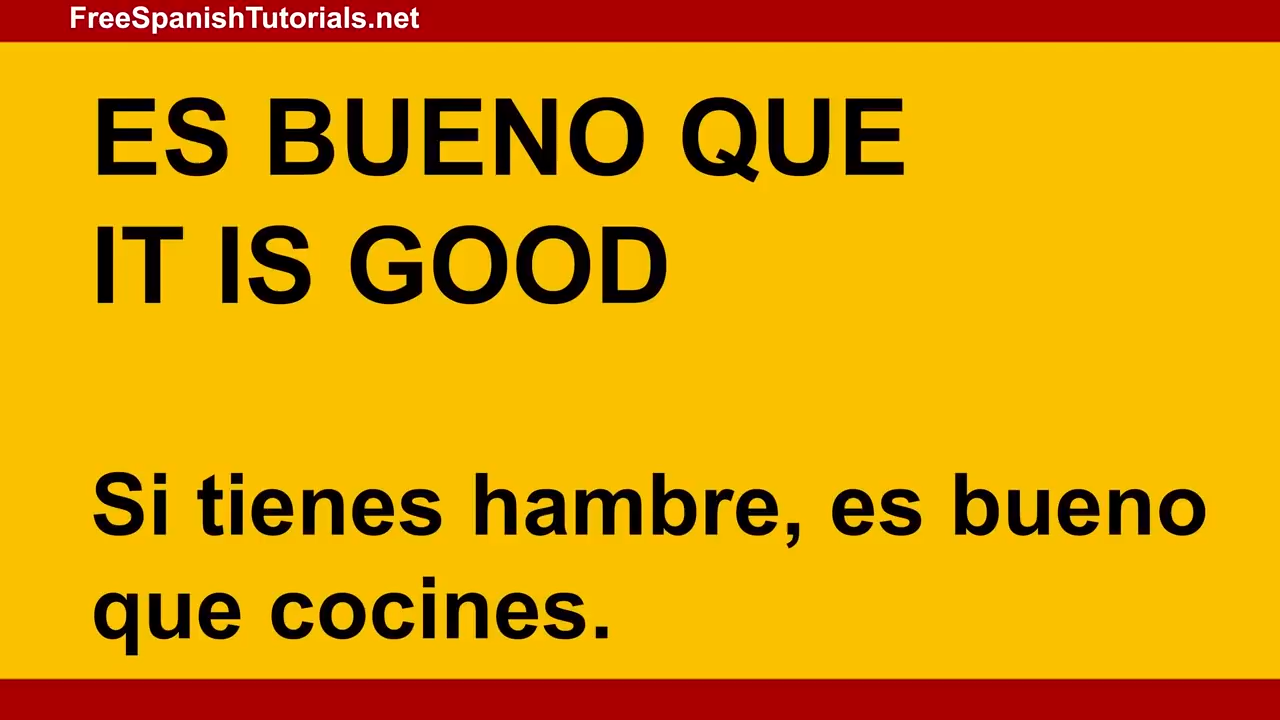 FreeSpanishTutorials.net
ES BUENO QUE
IT IS GOOD
Si tienes hambre, es bueno
que cocines.